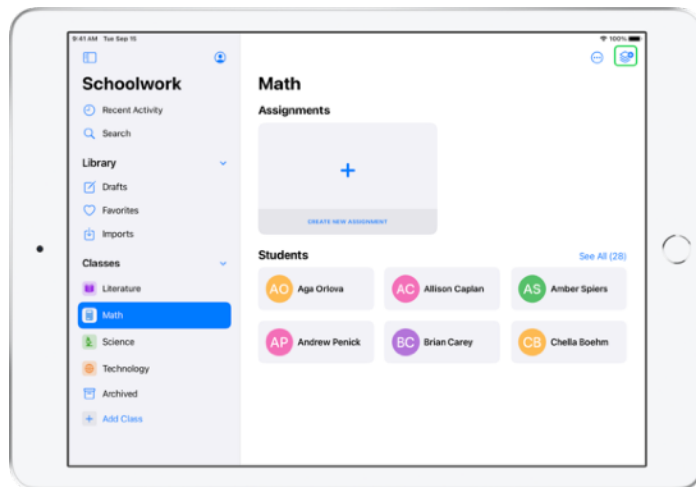 9:41 AM Tue Sep 15
100%
Schoolwork
Recent Activity
Search
Library
Drafts
Favorites
Imports
Classes
Literature
Math
Science
Technology
Archived
Add Class
Math
Assignments
CREATE NEW ASSIGNMENT
Students
See All (28)
AO Aga Orlova
AC Allison Caplan
AS Amber Spiers
AP Andrew Penick
BC Brian Carey
CB Chella Boehm